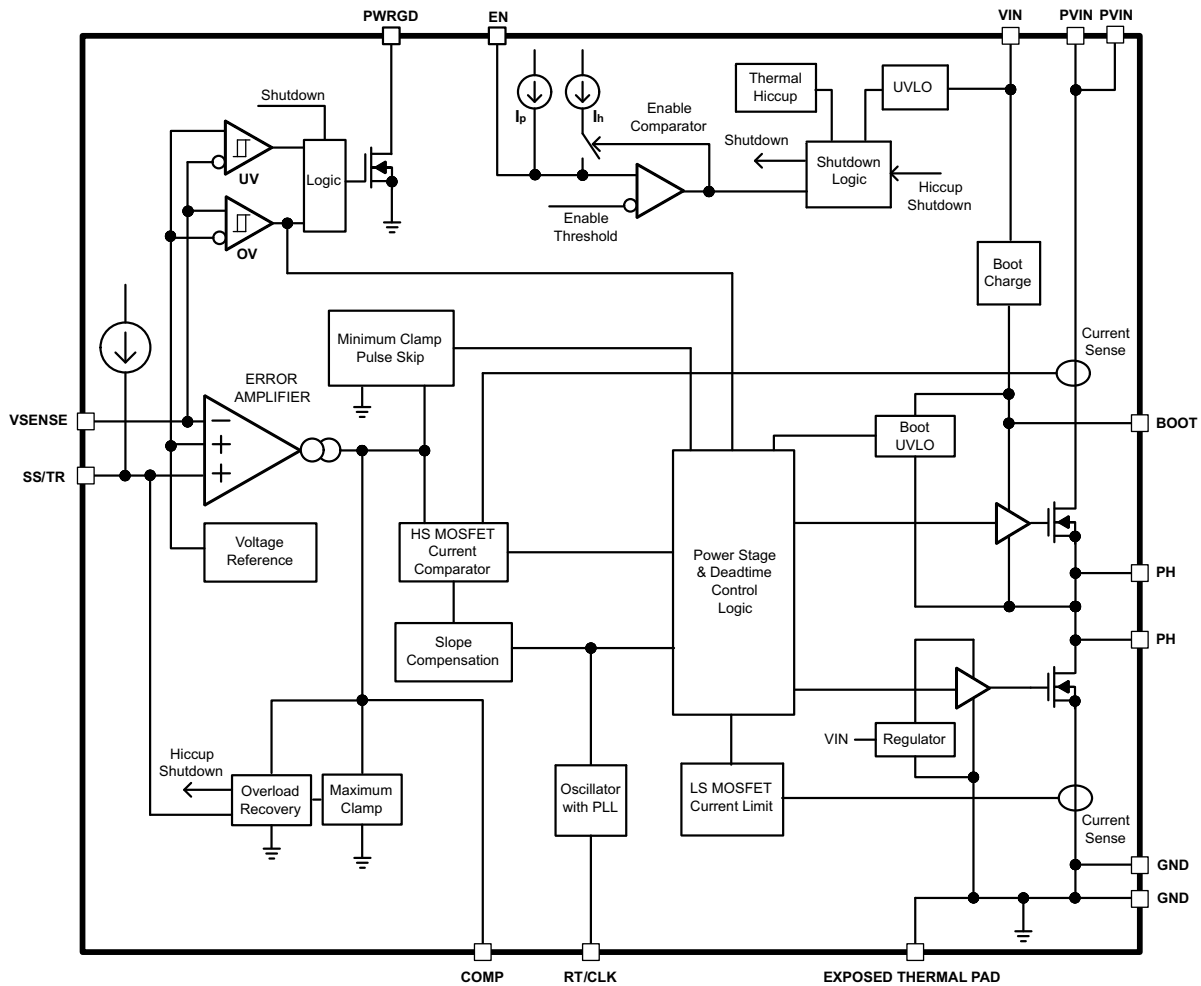 PWRGD
EN
VIN
PVIN
PVIN
Shutdown
UV
OV
Logic
Ip
Ih
Enable
Comparator
Enable
Threshold
Thermal
Hiccup
UVLO
Shutdown
Shutdown
Logic
Hiccup
Shutdown
Boot
Charge
Current
Sense
Minimum Clamp
Pulse Skip
ERROR
AMPLIFIER
VSENSE
SS/TR
−
+
+
Voltage
Reference
HS MOSFET
Current
Comparator
Slope
Compensation
Power Stage
& Deadtime
Control
Logic
Boot
UVLO
BOOT
PH
PH
VIN
Regulator
Hiccup
Shutdown
Overload
Recovery
Maximum
Clamp
Oscillator
with PLL
LS MOSFET
Current Limit
Current
Sense
GND
GND
COMP
RT/CLK
EXPOSED THERMAL PAD